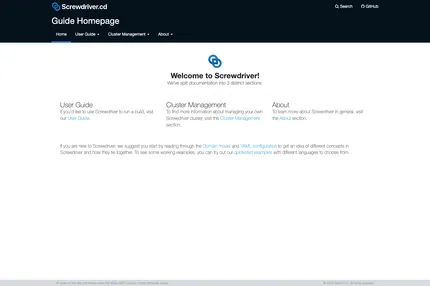 Screwdriver.cd
Search
GitHub
Guide Homepage
Home
User Guide
Cluster Management
About
Welcome to Screwdriver!
We've split documentation into 3 distinct sections
User Guide
If you'd like to use Screwdriver to run a build, visit
our User Guide.
Cluster Management
To find more information about managing your own
Screwdriver cluster, visit the Cluster Management
section.
About
To learn more about Screwdriver in general, visit
the About section.
If you are new to Screwdriver, we suggest you start by reading through the Domain model and YAML configuration to get an idea of different concepts in
Screwdriver and how they tie together. To see some working examples, you can try out our quickstart examples with different languages to choose from.